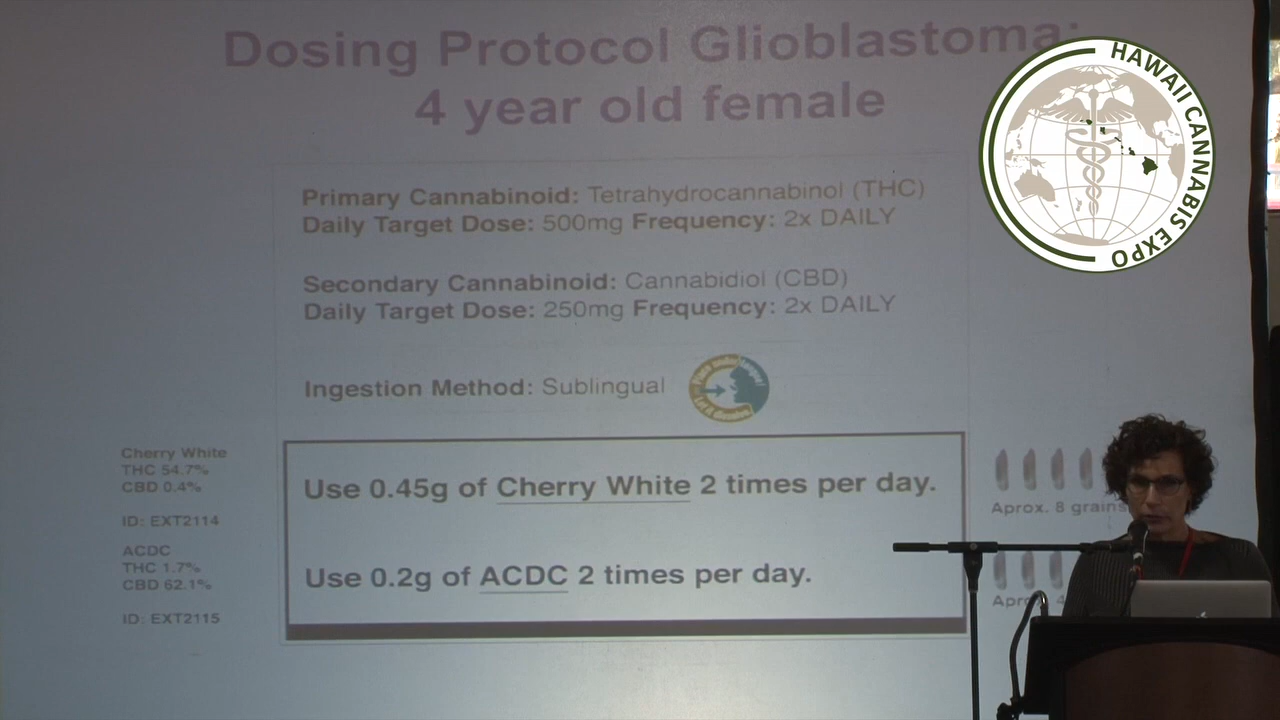 Dosing Protocol Glioblastoma:
4 year old female
HAWAII CANNABIS EXPO
Primary Cannabinoid: Tetrahydrocannabinol (THC)
Daily Target Dose: 500mg Frequency: 2x DAILY
Secondary Cannabinoid: Cannabidiol (CBD)
Daily Target Dose: 250mg Frequency: 2x DAILY
Ingestion Method: Sublingual
Cherry White
THC 54.7%
CBD 0.4%
ID: EXT2114
Use 0.45g of Cherry White 2 times per day.
Aprox. 8 grains
ACDC
THC 1.7%
CBD 62.1%
ID: EXT2115
Use 0.2g of ACDC 2 times per day.